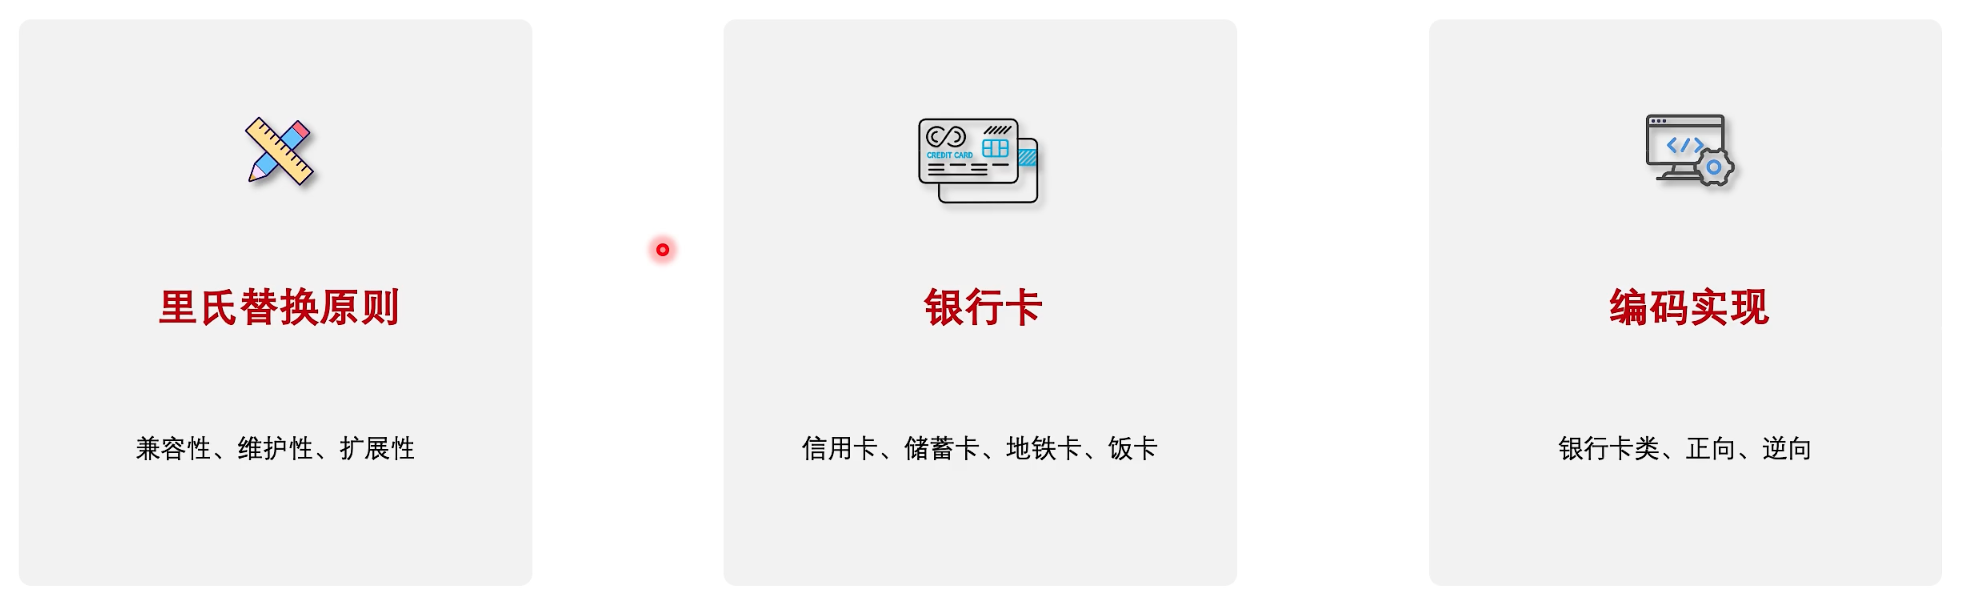 里氏替换原则
兼容性、维护性、扩展性
CREDIT CARD
银行卡
信用卡、储蓄卡、地铁卡、饭卡
</>
编码实现
银行卡类、正向、逆向